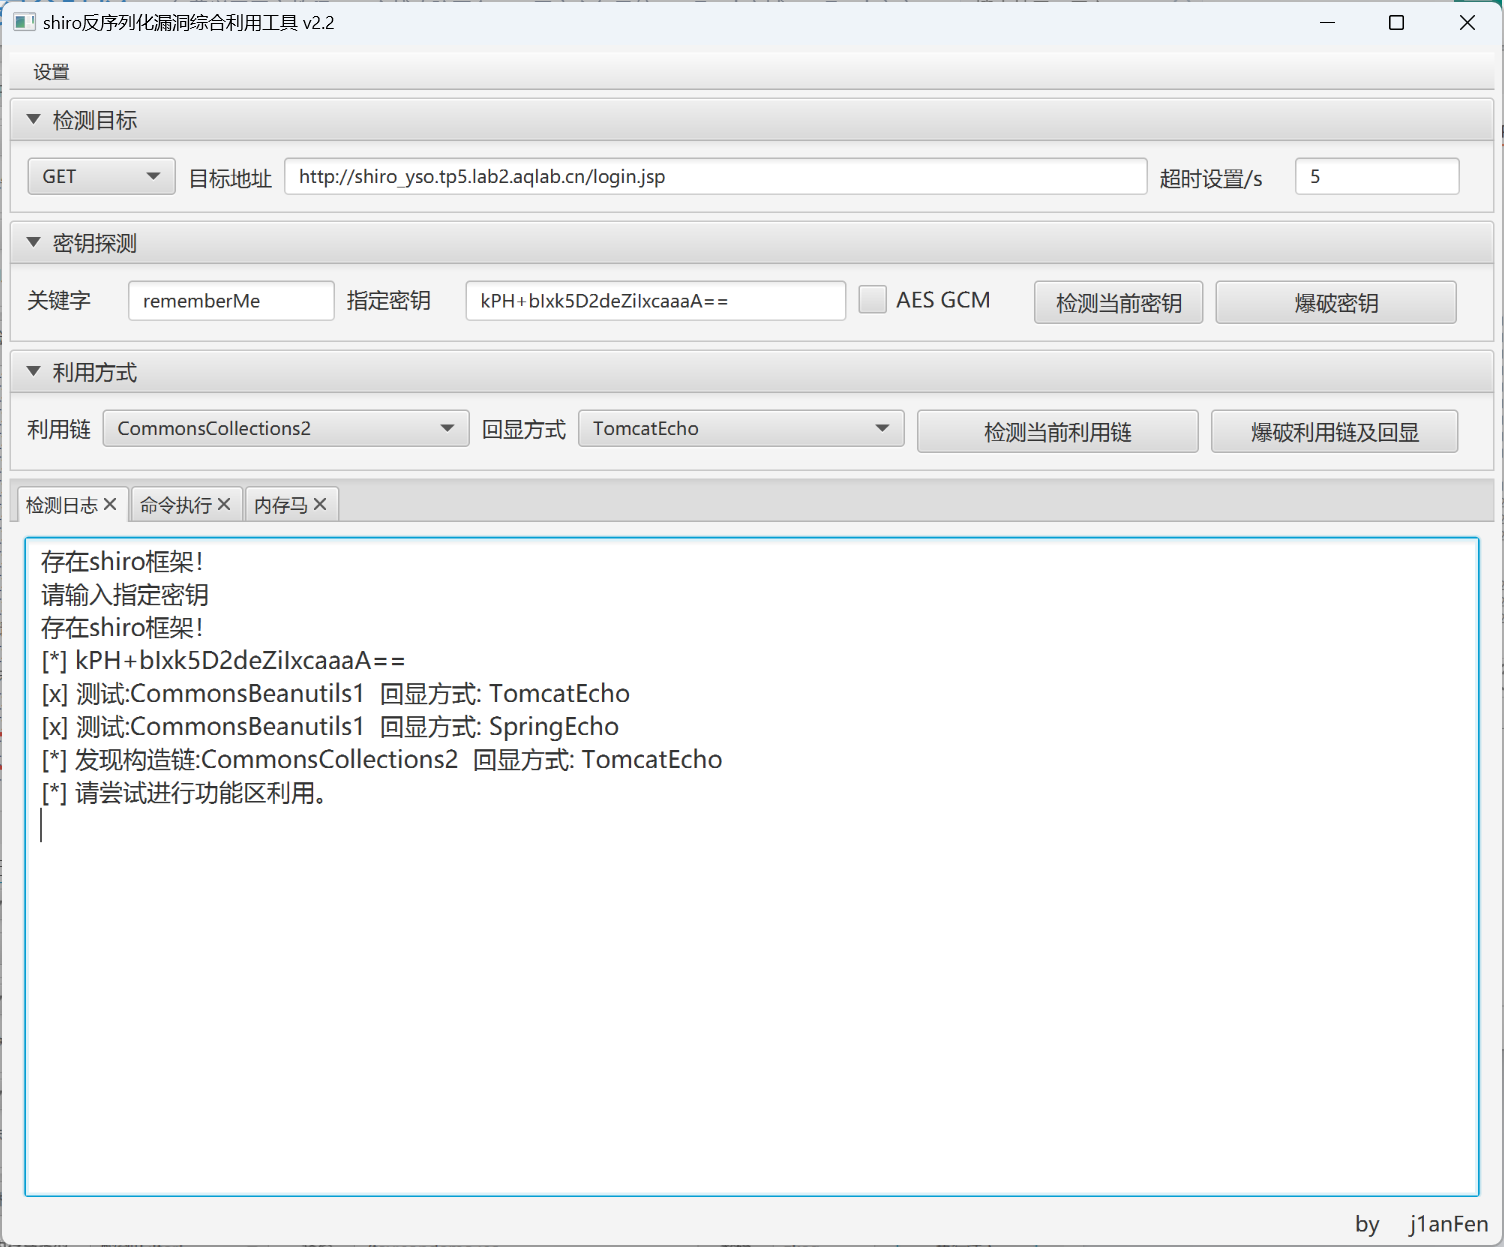 shiro反序列化漏洞综合利用工具 v2.2
设置
检测目标
GET 目标地址 http://shiro_yso.tp5.lab2.aqlab.cn/login.jsp 超时设置/s 5
密钥探测
关键字 rememberMe 指定密钥 kPH+bIxk5D2deZiIxcaaaA== AES GCM 检测当前密钥 爆破密钥
利用方式
利用链 CommonsCollections2 回显方式 TomcatEcho 检测当前利用链 爆破利用链及回显
检测日志 命令执行 内存马
存在shiro框架!
请输入指定密钥
存在shiro框架!
[*] kPH+bIxk5D2deZiIxcaaaA==
[x] 测试:CommonsBeanutils1 回显方式: TomcatEcho
[x] 测试:CommonsBeanutils1 回显方式: SpringEcho
[*] 发现构造链:CommonsCollections2 回显方式: TomcatEcho
[*] 请尝试进行功能区利用。
by j1anFen